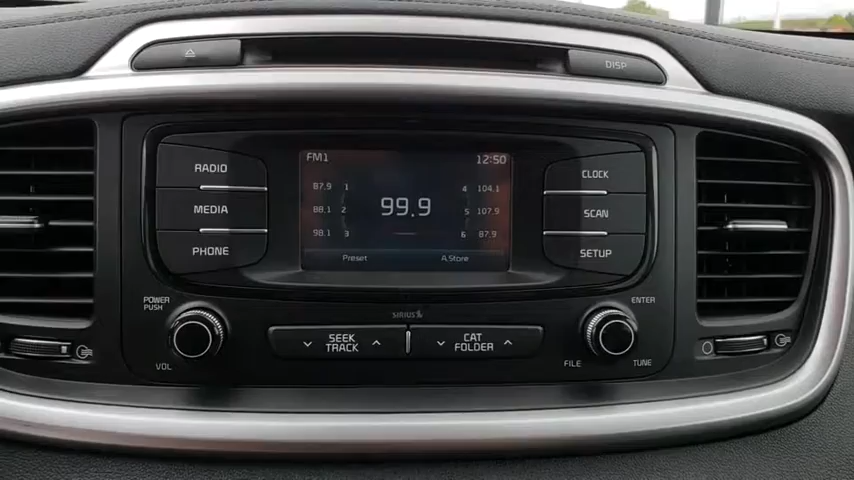 DISP
FM1 12:50
87.9 1
88.1 2
98.1 3
99.9
4 104.1
5 107.9
6 87.9
Preset A.Store
RADIO
MEDIA
PHONE
CLOCK
SCAN
SETUP
POWER
PUSH
VOL
SIRIUS
SEEK
TRACK
CAT
FOLDER
ENTER
FILE
TUNE